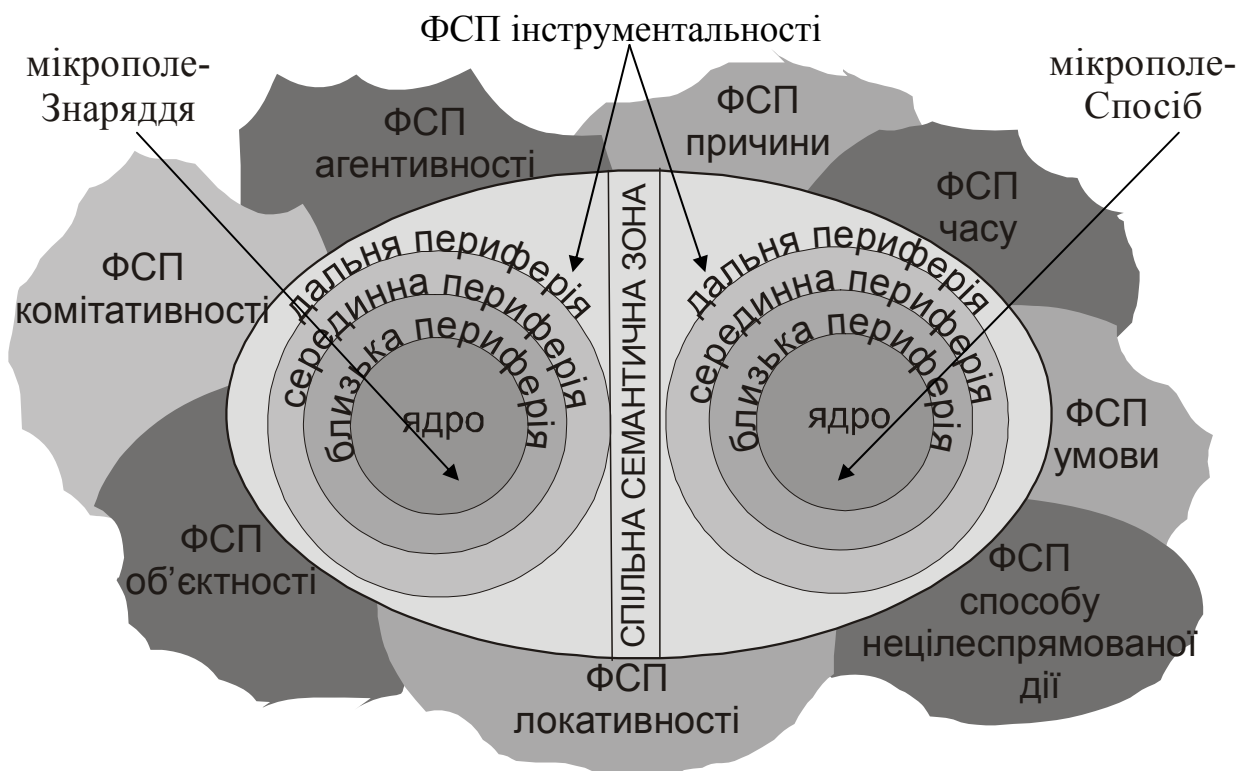 ФСП інструментальності
мікрополе-
Знаряддя
мікрополе-
Спосіб
ФСП
агентивності
ФСП
причини
ФСП
часу
ФСП
комітативності
дальня периферія
серединна периферія
близька периферія
ядро
СПІЛЬНА СЕМАНТИЧНА ЗОНА
дальня периферія
серединна периферія
близька периферія
ядро
ФСП
умови
ФСП
об’єктності
ФСП
способу
нецілеспрямованої
дії
ФСП
локативності